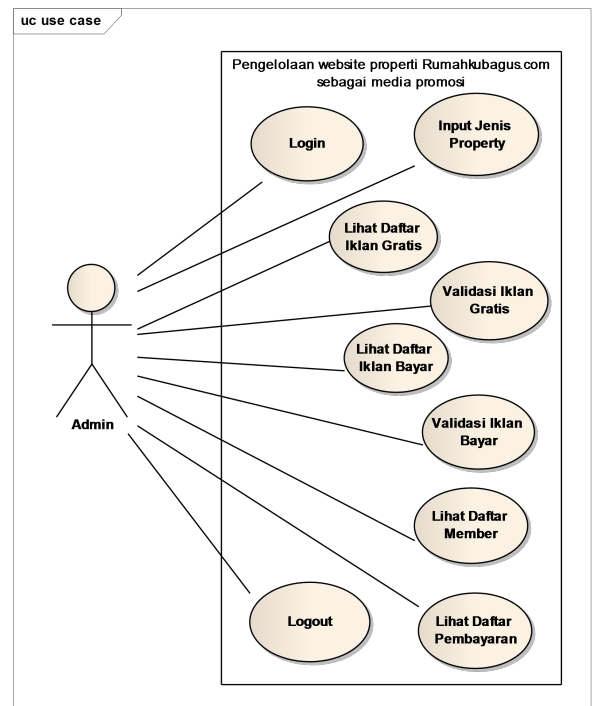 uc use case
Pengelolaan website properti Rumahkubagus.com
sebagai media promosi
Login
Input Jenis
Property
Lihat Daftar
Iklan Gratis
Validasi Iklan
Gratis
Lihat Daftar
Iklan Bayar
Admin
Validasi Iklan
Bayar
Lihat Daftar
Member
Logout
Lihat Daftar
Pembayaran